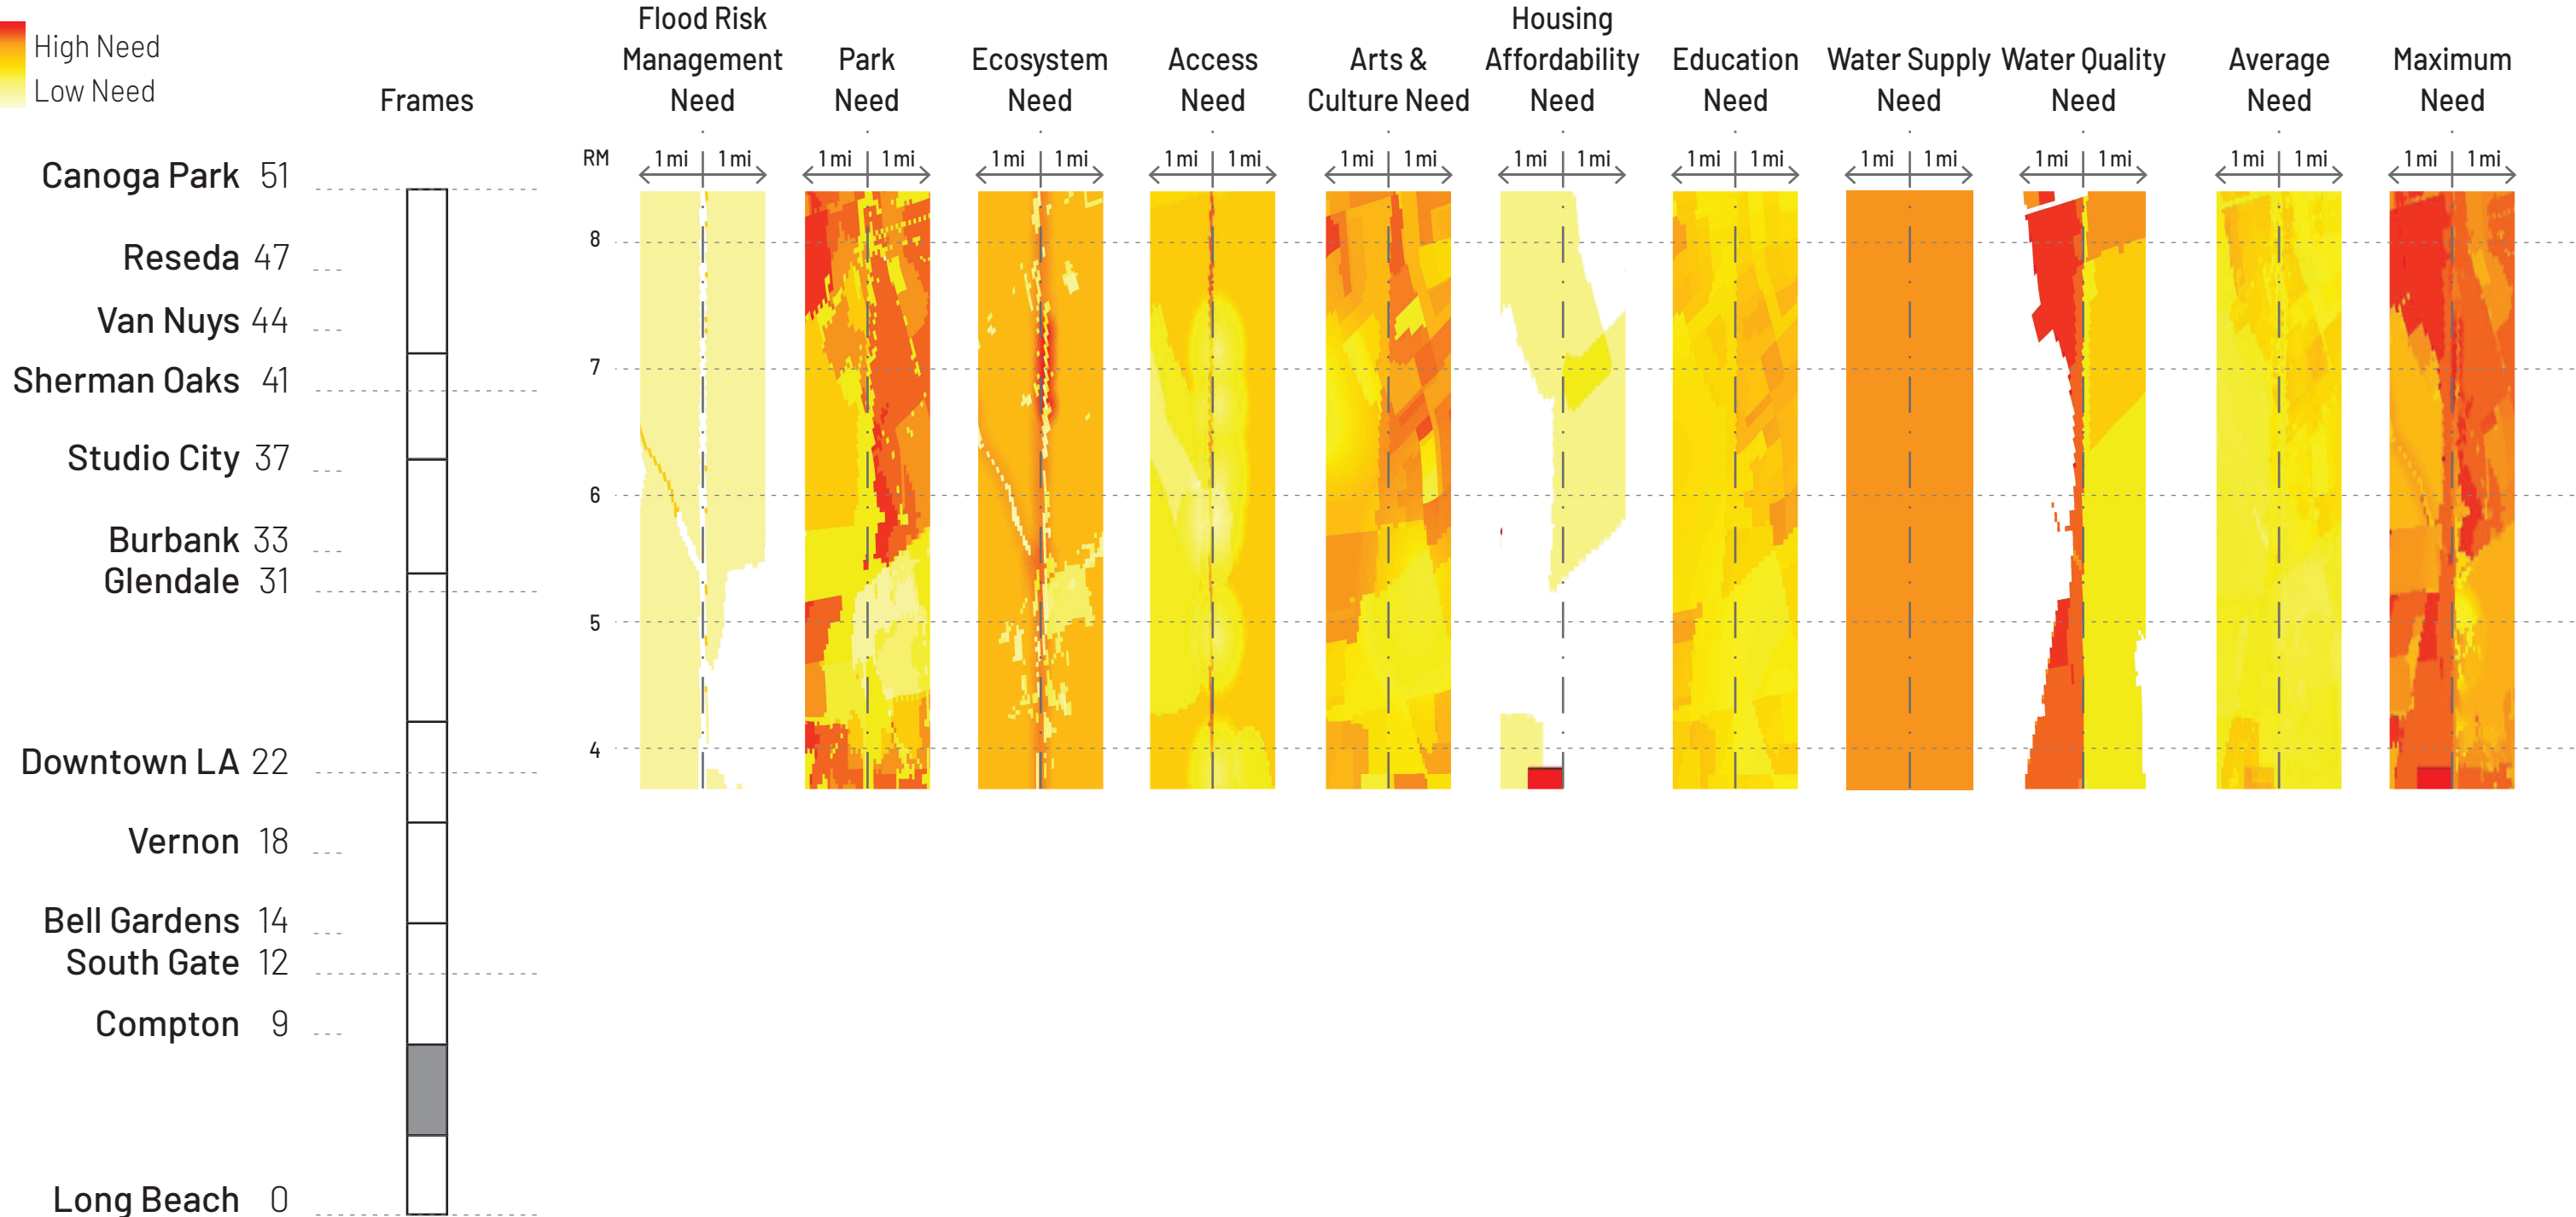 High Need
Low Need
Frames
Flood Risk
Management
Need
Park
Need
Ecosystem
Need
Access
Need
Arts &
Culture Need
Housing
Affordability
Need
Education
Need
Water Supply
Need
Water Quality
Need
Average
Need
Maximum
Need
RM
1 mi 1 mi
1 mi 1 mi
1 mi 1 mi
1 mi 1 mi
1 mi 1 mi
1 mi 1 mi
1 mi 1 mi
1 mi 1 mi
1 mi 1 mi
1 mi 1 mi
1 mi 1 mi
8
7
6
5
4
Canoga Park 51
Reseda 47
Van Nuys 44
Sherman Oaks 41
Studio City 37
Burbank 33
Glendale 31
Downtown LA 22
Vernon 18
Bell Gardens 14
South Gate 12
Compton 9
Long Beach 0